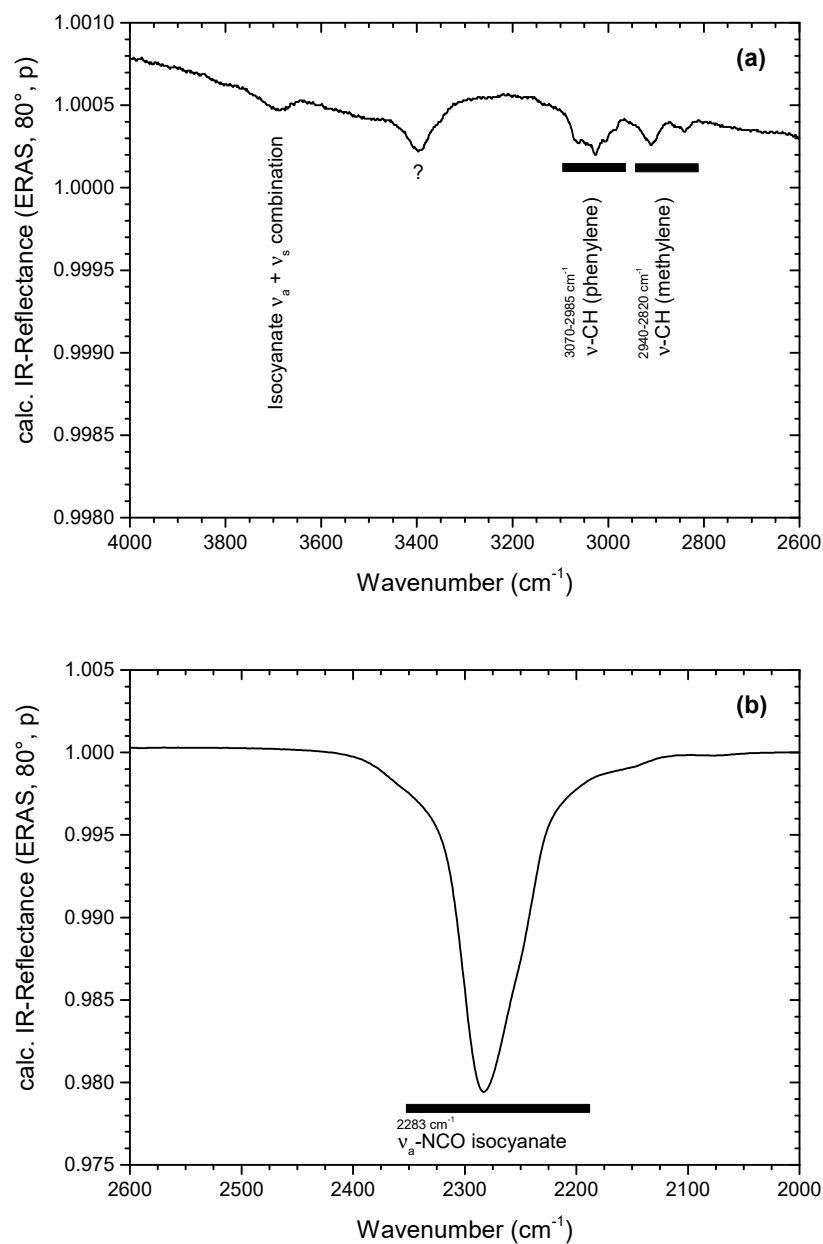 1.0010
1.0005
1.0000
0.9995
0.9990
0.9985
0.9980
calc. IR-Reflectance (ERAS, 80°, p)
(a)
?
Isocyanate νa + νs combination
3070-2985 cm-1
ν-CH (phenylene)
2940-2820 cm-1
ν-CH (methylene)
4000 3800 3600 3400 3200 3000 2800 2600
Wavenumber (cm-1)
1.005
1.000
0.995
0.990
0.985
0.980
0.975
calc. IR-Reflectance (ERAS, 80°, p)
(b)
2283 cm-1
νa-NCO isocyanate
2600 2500 2400 2300 2200 2100 2000
Wavenumber (cm-1)